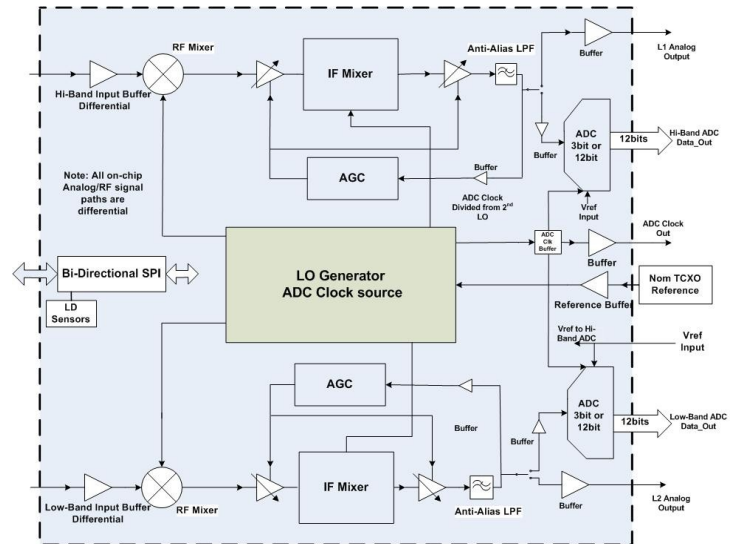 RF Mixer
Anti-Alias LPF
Buffer
L1 Analog
Output
IF Mixer
Hi-Band Input Buffer
Differential
ADC
3bit or
12bit
12bits
Hi-Band ADC
Data_Out
Buffer
Buffer
AGC
Note: All on-chip
Analog/RF signal
paths are
differential
ADC Clock
Divided from 2nd
LO
Vref
Input
ADC Clock
Out
ADC
Clk
Buffer
Buffer
Bi-Directional SPI
LO Generator
ADC Clock source
Nom TCXO
Reference
Reference Buffer
LD
Sensors
Vref to Hi-
Band ADC
Vref
Input
AGC
ADC
3bit or
12bit
Buffer
Buffer
12bits
Low-Band ADC
Data_Out
IF Mixer
Low-Band Input Buffer
Differential
RF Mixer
Anti-Alias LPF
Buffer
L2 Analog
Output